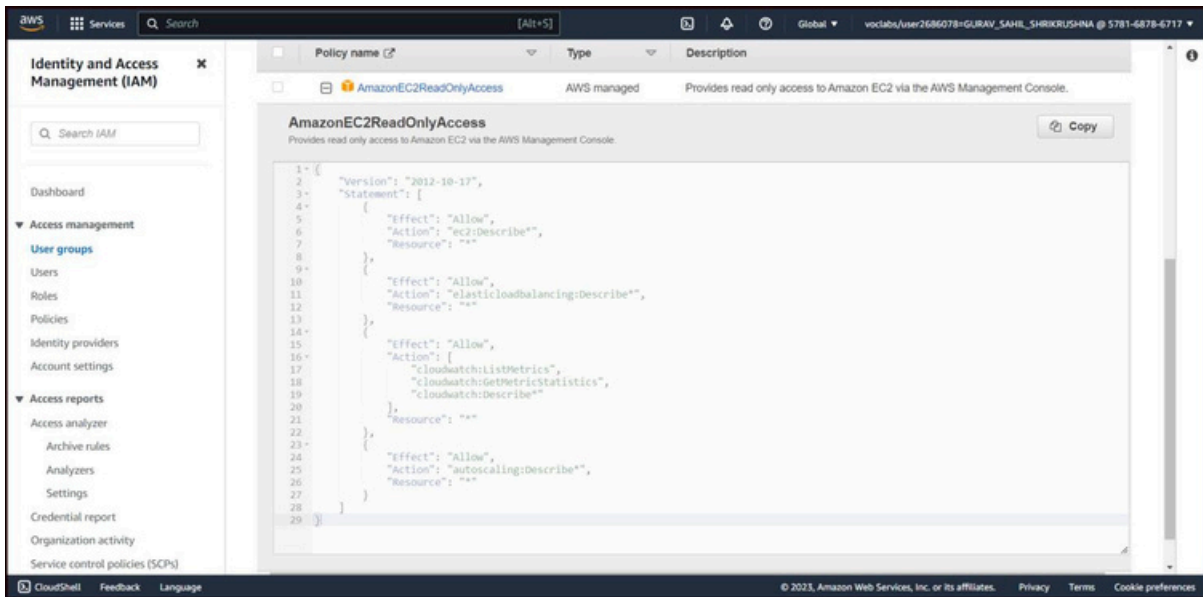 aws Services Search [Alt+S] Global voclabs/user2686078=GURAV_SAHIL_SHRIKRUSHNA @ 5781-6878-6717
Identity and Access Management (IAM)
Search IAM
Dashboard
Access management
User groups
Users
Roles
Policies
Identity providers
Account settings
Access reports
Access analyzer
Archive rules
Analyzers
Settings
Credential report
Organization activity
Service control policies (SCPs)
Policy name Type Description
AmazonEC2ReadOnlyAccess AWS managed Provides read only access to Amazon EC2 via the AWS Management Console.
AmazonEC2ReadOnlyAccess
Provides read only access to Amazon EC2 via the AWS Management Console.
Copy
1 {
2 "Version": "2012-10-17",
3 "Statement": [
4 {
5 "Effect": "Allow",
6 "Action": "ec2:Describe*",
7 "Resource": "*"
8 },
9 {
10 "Effect": "Allow",
11 "Action": "elasticloadbalancing:Describe*",
12 "Resource": "*"
13 },
14 {
15 "Effect": "Allow",
16 "Action": [
17 "cloudwatch:ListMetrics",
18 "cloudwatch:GetMetricStatistics",
19 "cloudwatch:Describe*"
20 ],
21 "Resource": "*"
22 },
23 {
24 "Effect": "Allow",
25 "Action": "autoscaling:Describe*",
26 "Resource": "*"
27 }
28 ]
29 }
CloudShell Feedback Language © 2023, Amazon Web Services, Inc. or its affiliates. Privacy Terms Cookie preferences